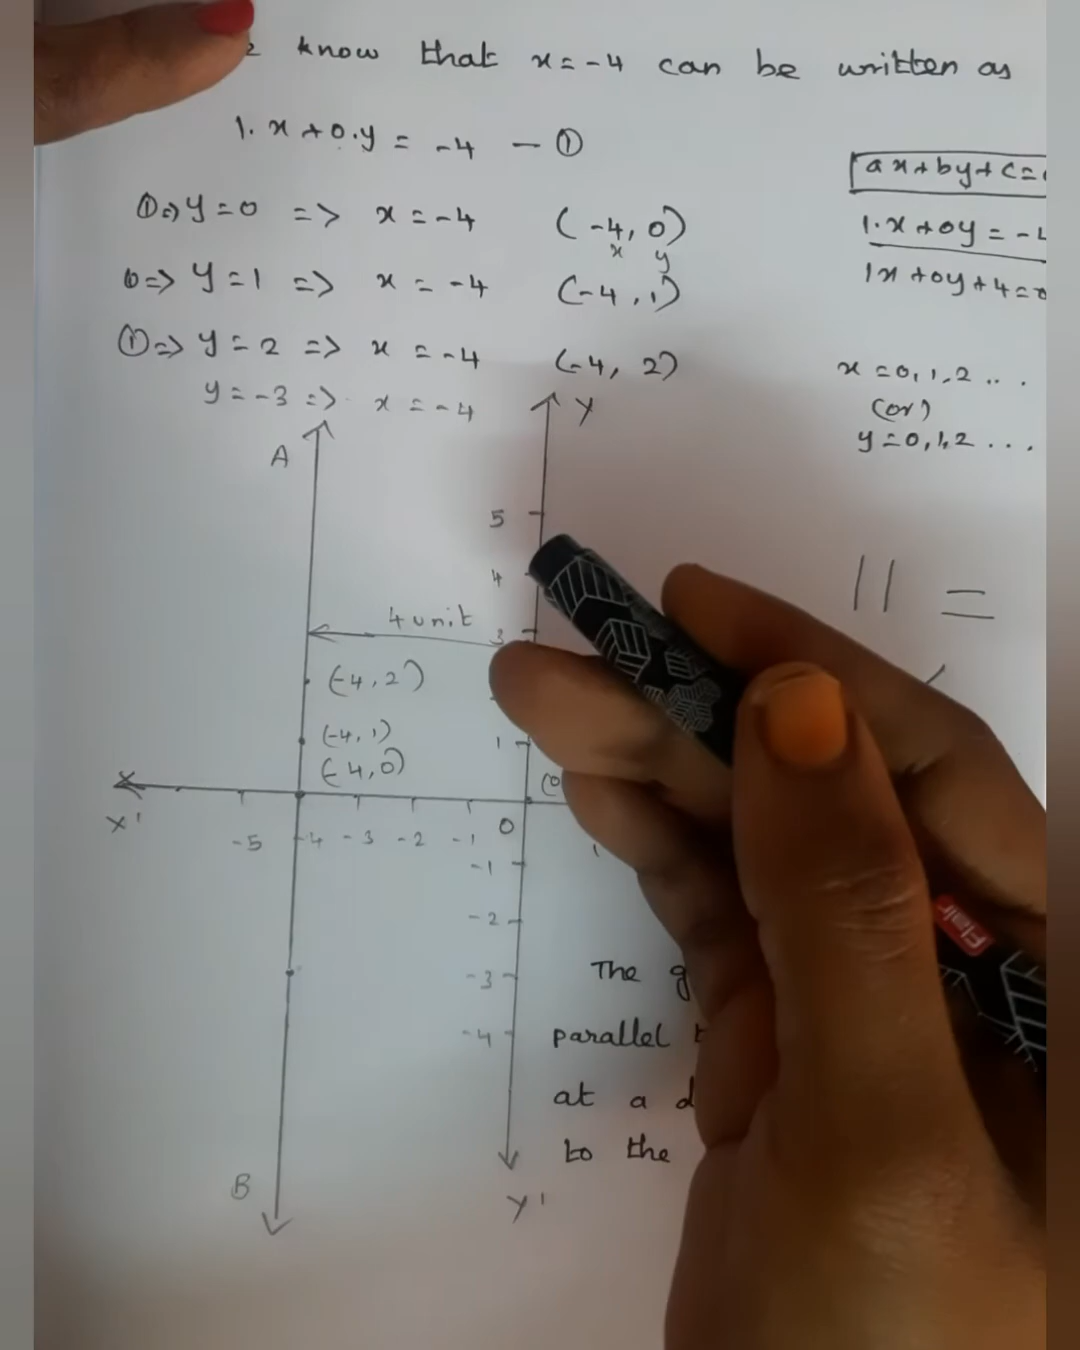 know that x = -4 can be written as
1. x + 0.y = -4 — ①
ax + by + c =
①=> y = 0 => x = -4 (-4, 0)
x y
1.x + 0y = -
①=> y = 1 => x = -4 (-4, 1)
1x + 0y + 4 = 0
①=> y = 2 => x = -4 (-4, 2)
x = 0, 1, 2 .. .
y = -3 => x = -4
(or)
y = 0, 1, 2 . . .
Y
A
5
4
|| =
4 unit
3
(-4, 2)
(-4, 1)
1
(-4, 0)
(0
X'
-5 -4 -3 -2 -1 0
-1
-2
-3
-4
The g
parallel
at a d
to the
B
Y'
Flair